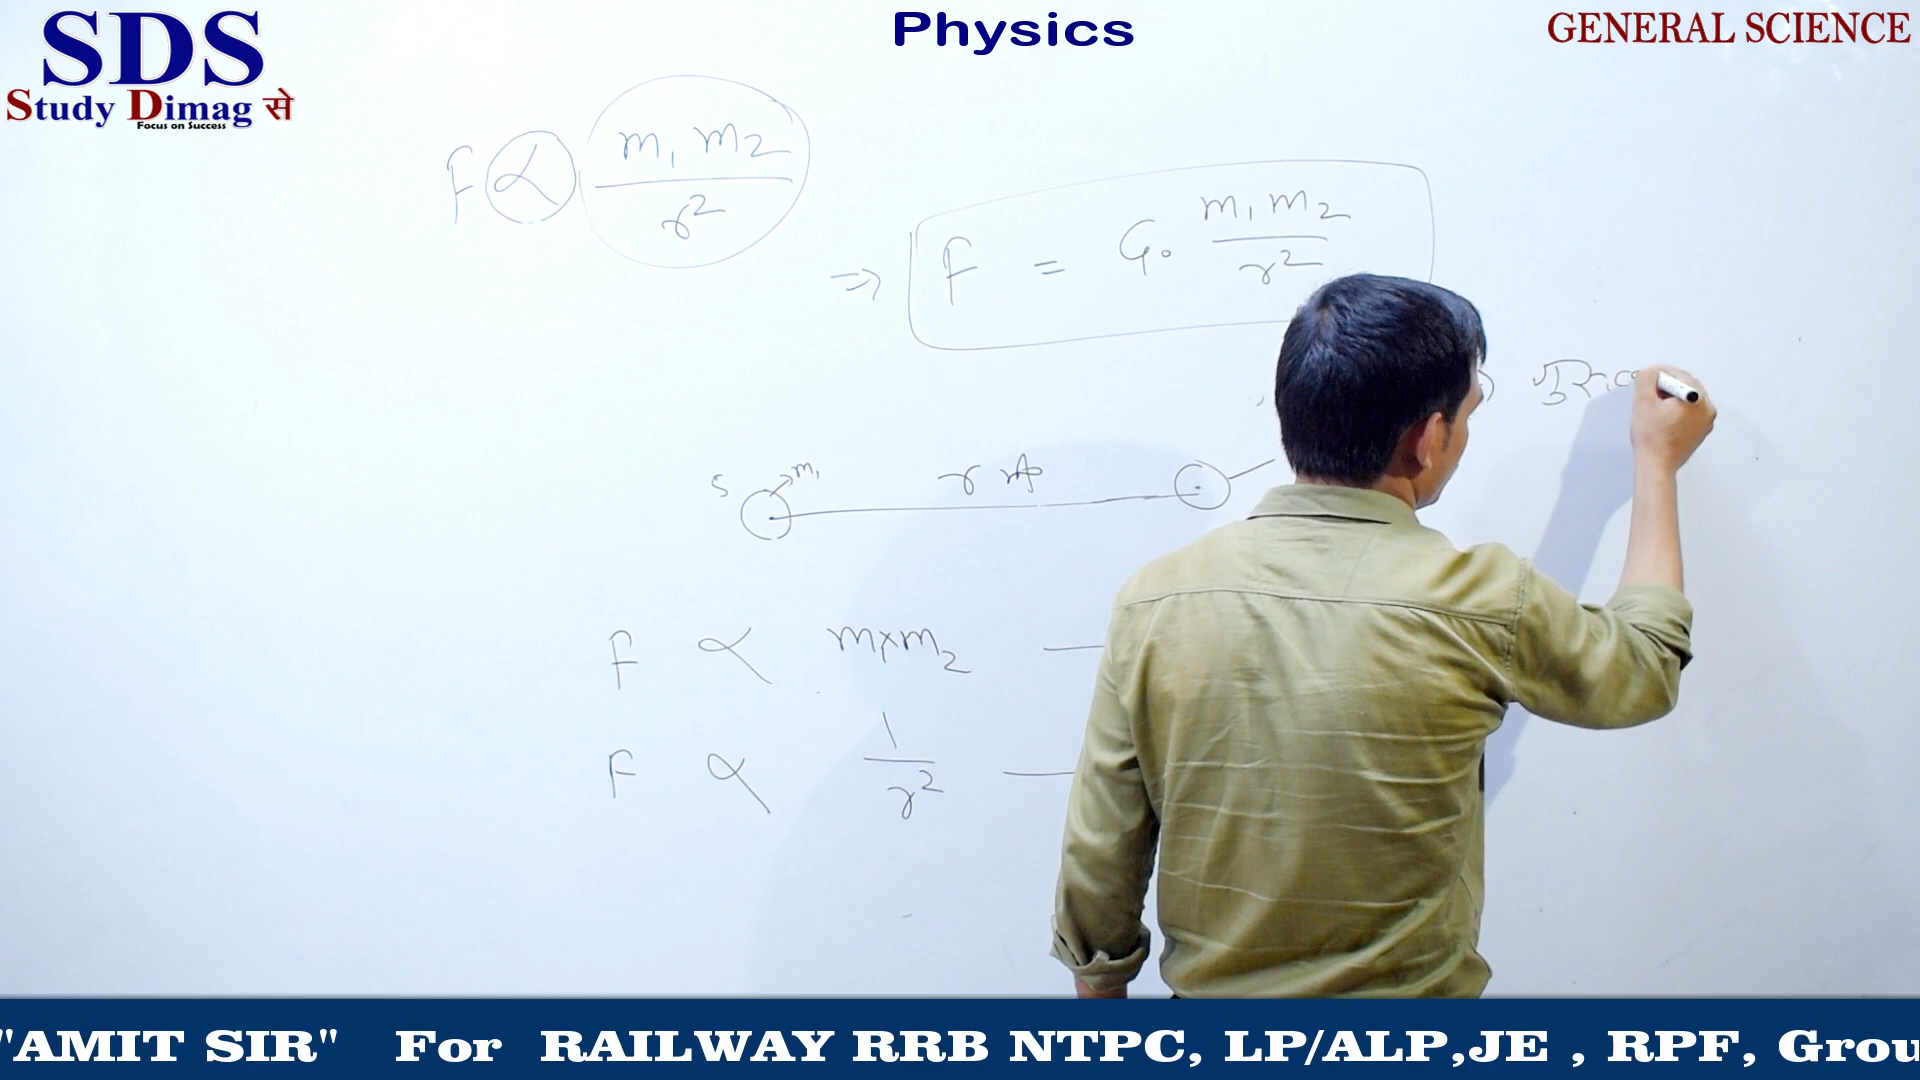 SDS
Study Dimag से
Focus on Success
Physics
GENERAL SCIENCE
F ∝ m₁ m₂ / r²
⇒ F = G. m₁ m₂ / r²
S m₁ r
F ∝ m₁×m₂ —
F ∝ 1 / r² —
"AMIT SIR" For RAILWAY RRB NTPC, LP/ALP,JE , RPF, Grou